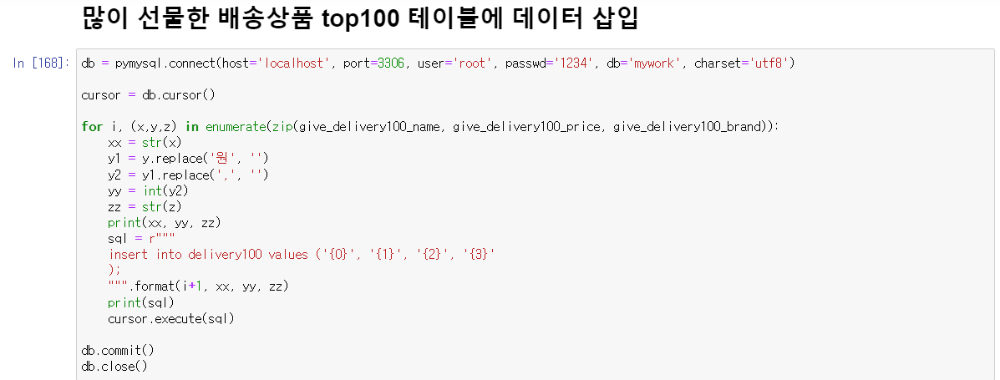 많이 선물한 배송상품 top100 테이블에 데이터 삽입
In [168]: db = pymysql.connect(host='localhost', port=3306, user='root', passwd='1234', db='mywork', charset='utf8')
cursor = db.cursor()
for i, (x,y,z) in enumerate(zip(give_delivery100_name, give_delivery100_price, give_delivery100_brand)):
    xx = str(x)
    y1 = y.replace('원', '')
    y2 = y1.replace(',', '')
    yy = int(y2)
    zz = str(z)
    print(xx, yy, zz)
    sql = r"""
    insert into delivery100 values ('{0}', '{1}', '{2}', '{3}'
    );
    """.format(i+1, xx, yy, zz)
    print(sql)
    cursor.execute(sql)
db.commit()
db.close()